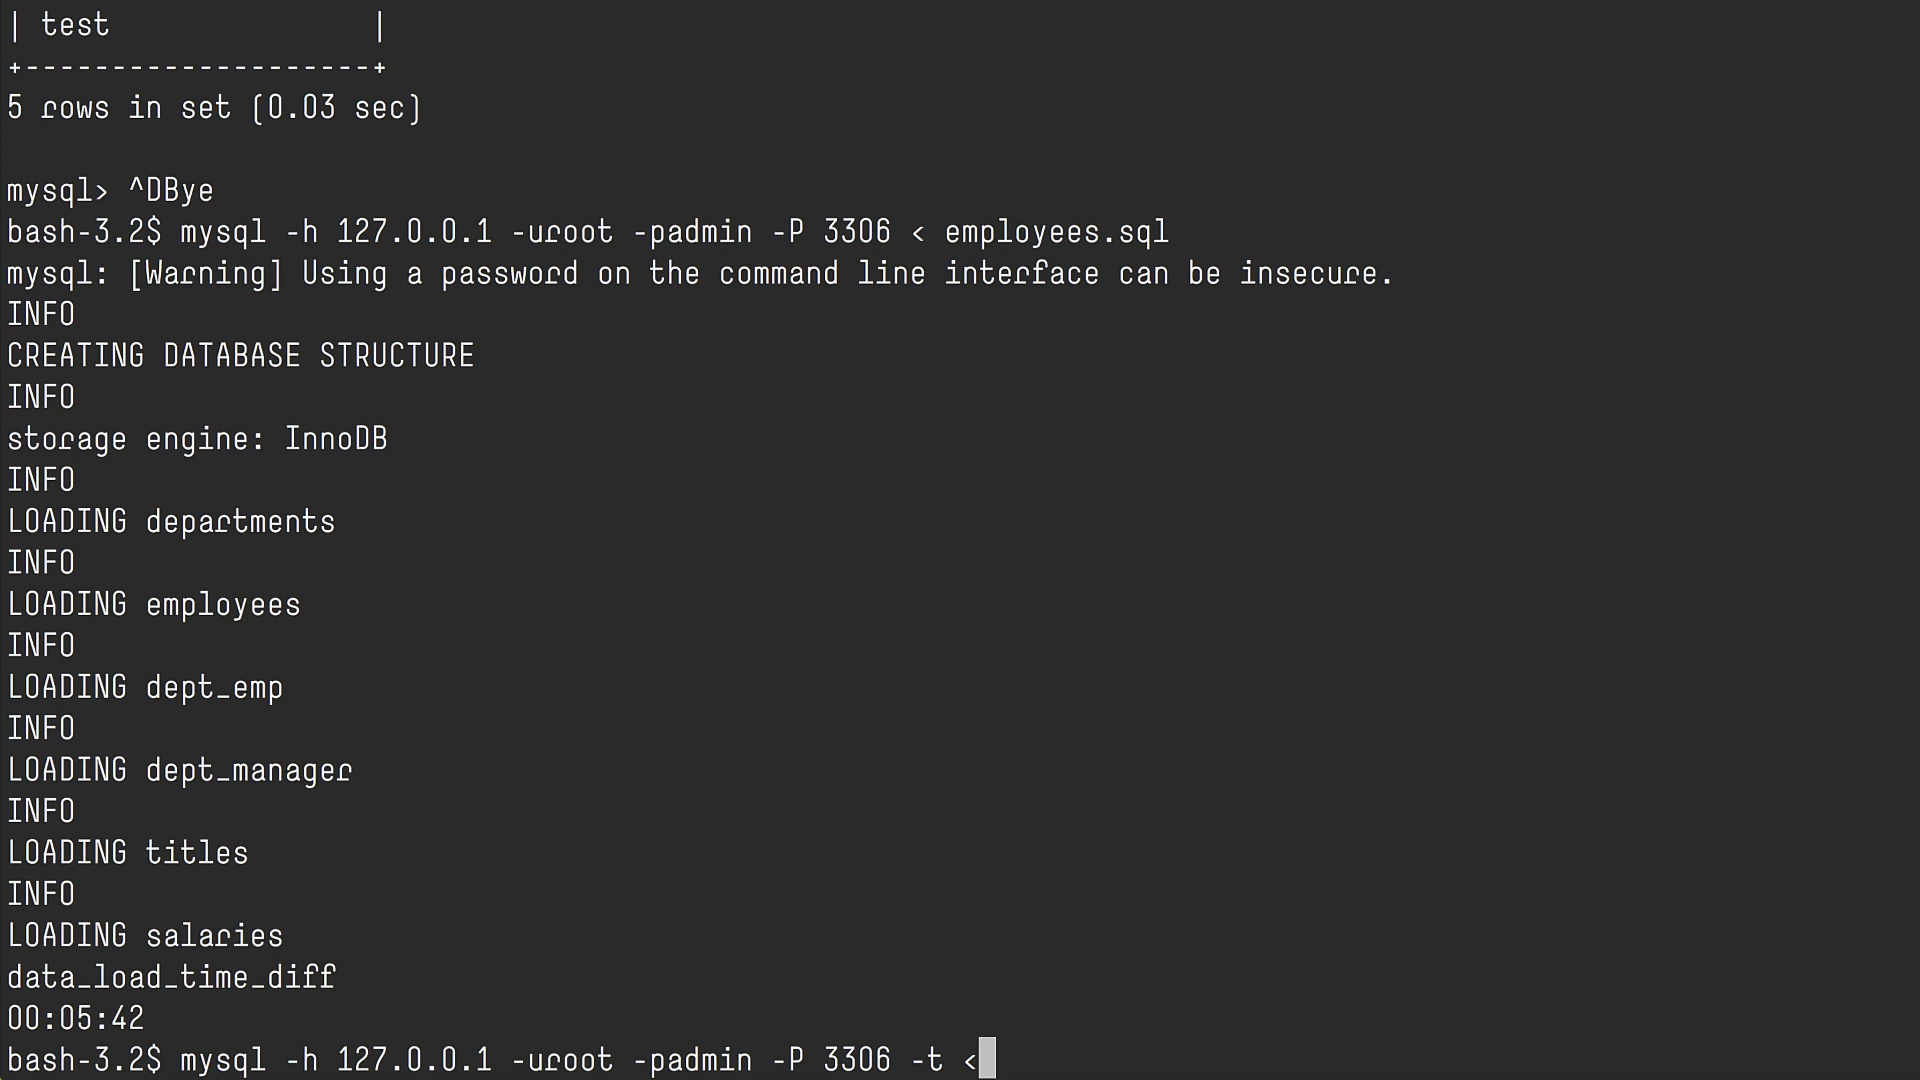 | test                |
+--------------------+
5 rows in set (0.03 sec)
mysql> ^DBye
bash-3.2$ mysql -h 127.0.0.1 -uroot -padmin -P 3306 < employees.sql
mysql: [Warning] Using a password on the command line interface can be insecure.
INFO
CREATING DATABASE STRUCTURE
INFO
storage engine: InnoDB
INFO
LOADING departments
INFO
LOADING employees
INFO
LOADING dept_emp
INFO
LOADING dept_manager
INFO
LOADING titles
INFO
LOADING salaries
data_load_time_diff
00:05:42
bash-3.2$ mysql -h 127.0.0.1 -uroot -padmin -P 3306 -t <